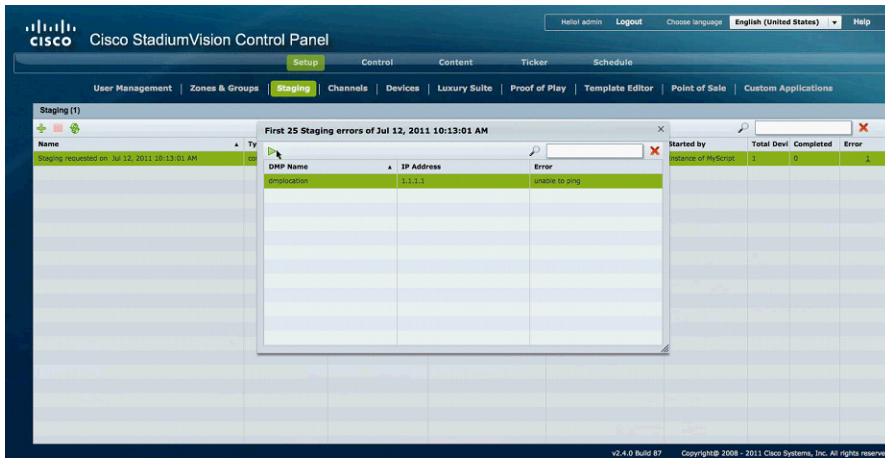 Hello! admin Logout Choose language English (United States) Help
CISCO Cisco StadiumVision Control Panel
Setup Control Content Ticker Schedule
User Management | Zones & Groups | Staging | Channels | Devices | Luxury Suite | Proof of Play | Template Editor | Point of Sale | Custom Applications
Staging (1)
First 25 Staging errors of Jul 12, 2011 10:13:01 AM
Name Ty Started by Total Devi Completed Error
Staging requested on Jul 12, 2011 10:13:01 AM co instance of MyScript 1 0 1
DMP Name IP Address Error
dmplocation 1.1.1.1 unable to ping
v2.4.0 Build 87 Copyright© 2008 - 2011 Cisco Systems, Inc. All rights reserve